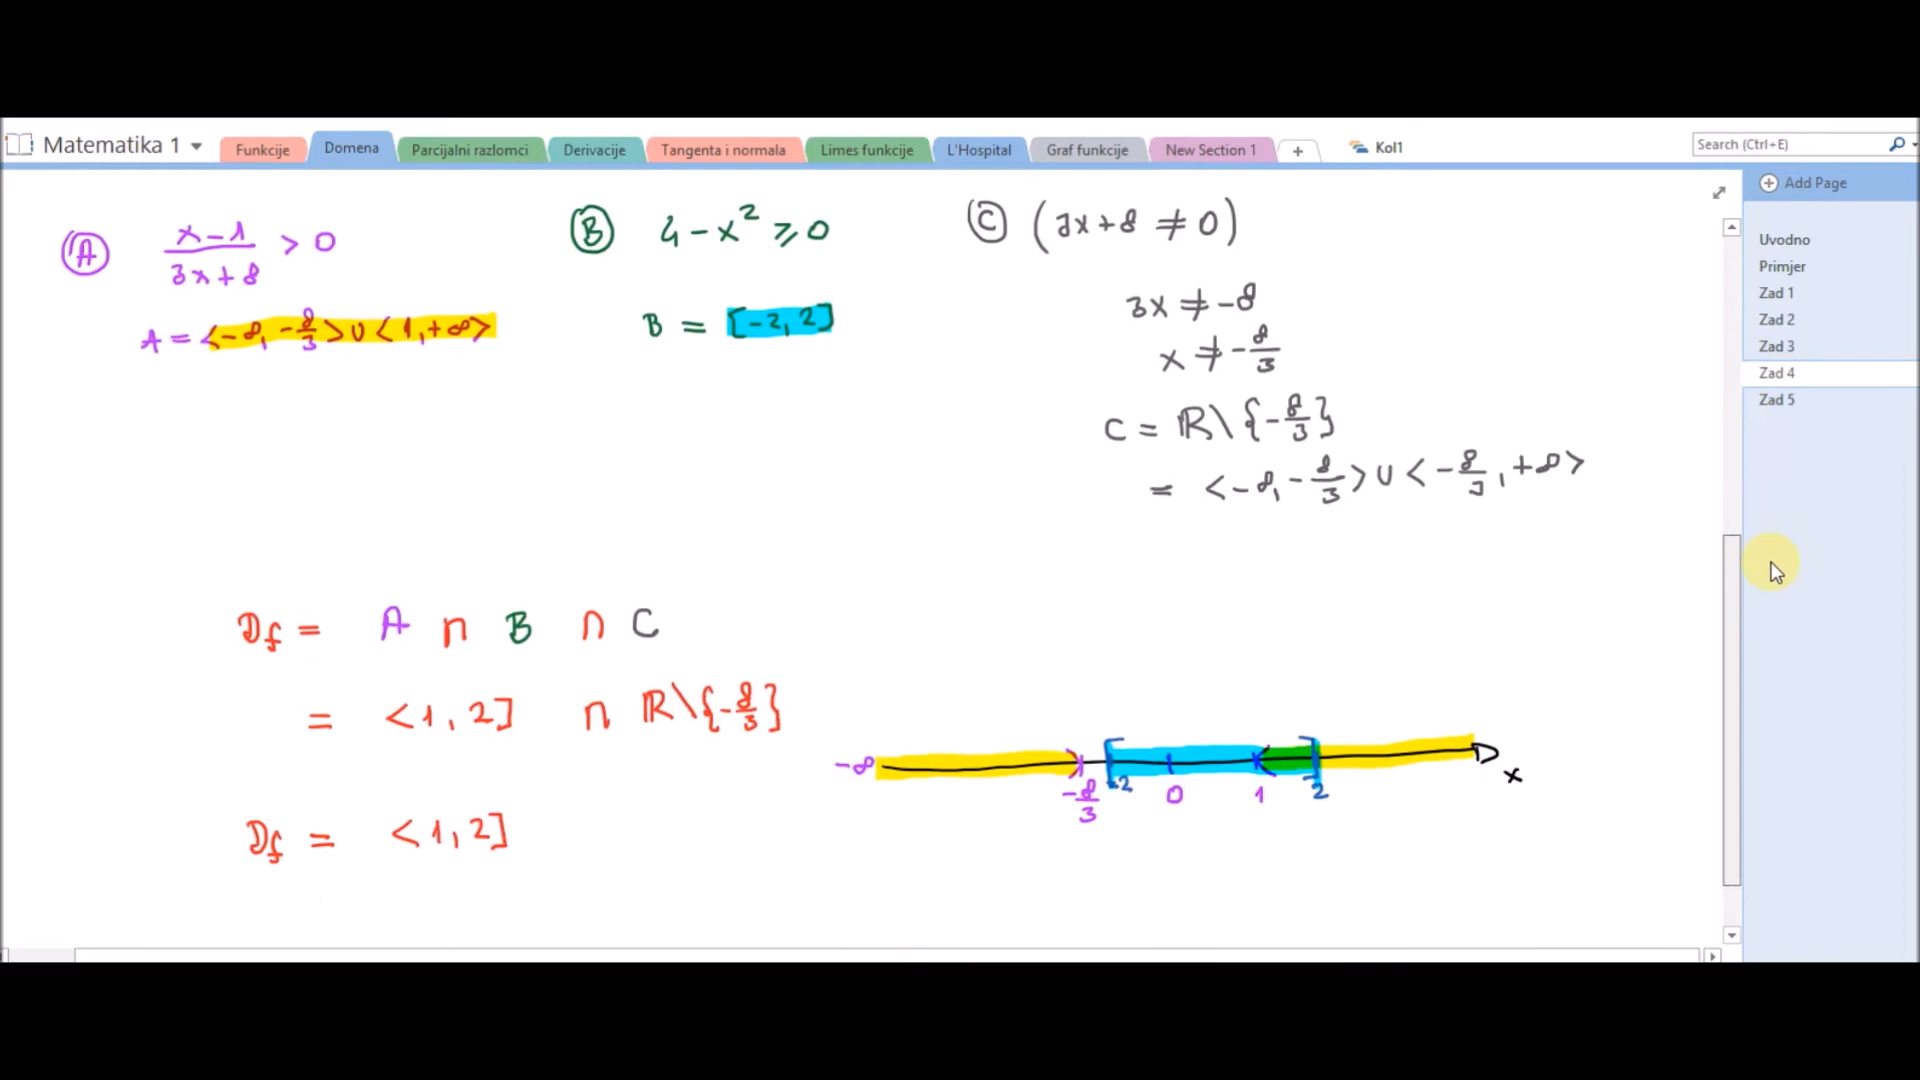 Matematika 1
Funkcije
Domena
Parcijalni razlomci
Derivacije
Tangenta i normala
Limes funkcije
L'Hospital
Graf funkcije
New Section 1
+
Kol1
Search (Ctrl+E)
Add Page
Uvodno
Primjer
Zad 1
Zad 2
Zad 3
Zad 4
Zad 5
Ⓐ (x-1)/(3x+8) > 0
A = <-∞, -8/3> ∪ <1, +∞>
Ⓑ 4 - x² ≥ 0
B = [-2, 2]
Ⓒ (3x+8 ≠ 0)
3x ≠ -8
x ≠ -8/3
C = ℝ\{-8/3}
= <-∞, -8/3> ∪ <-8/3, +∞>
Df = A ∩ B ∩ C
= <1, 2] ∩ ℝ\{-8/3}
Df = <1, 2]
-∞ -8/3 -2 0 1 2 x